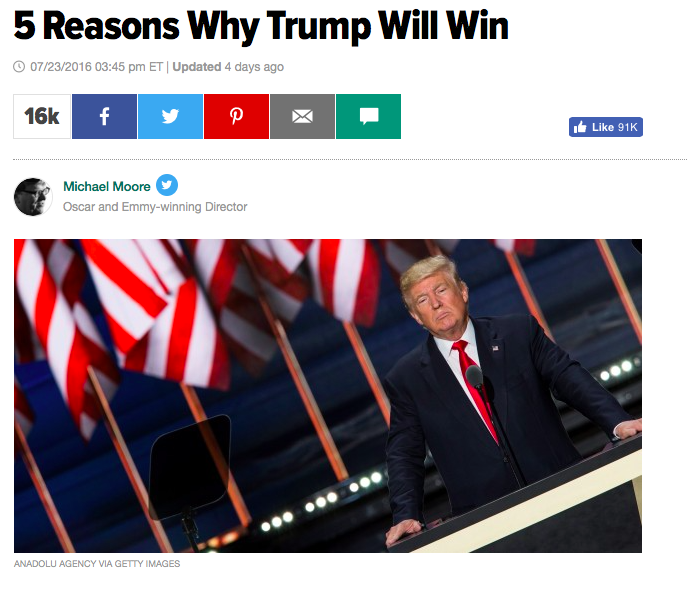 5 Reasons Why Trump Will Win
07/23/2016 03:45 pm ET | Updated 4 days ago
16k
Like 91K
Michael Moore
Oscar and Emmy-winning Director
ANADOLU AGENCY VIA GETTY IMAGES